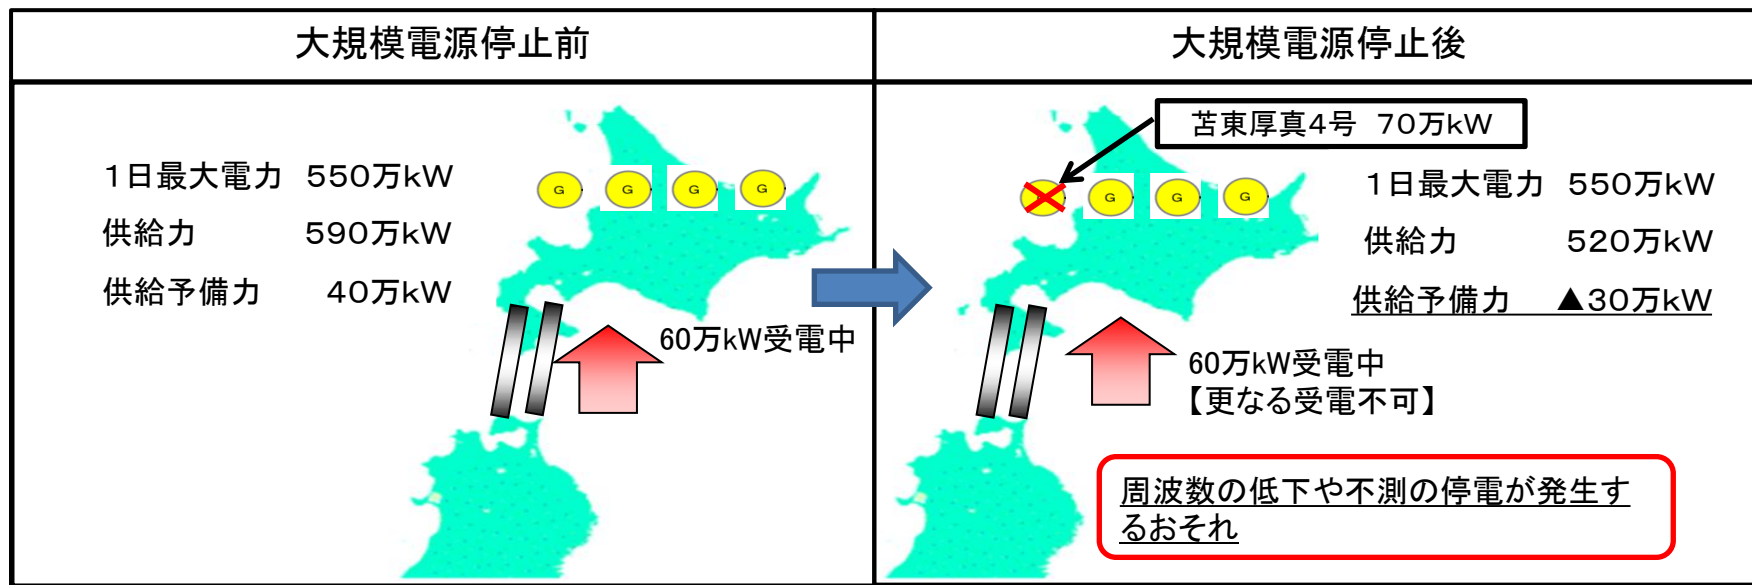 大規模電源停止前
1日最大電力 550万kW
供給力 590万kW
供給予備力 40万kW
G G G G
60万kW受電中
大規模電源停止後
苫東厚真4号 70万kW
G G G
1日最大電力 550万kW
供給力 520万kW
供給予備力 ▲30万kW
60万kW受電中
【更なる受電不可】
周波数の低下や不測の停電が発生す
るおそれ